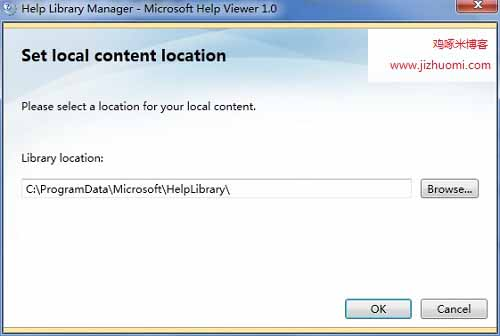 Help Library Manager - Microsoft Help Viewer 1.0
鸡啄米博客
www.jizhuomi.com
Set local content location
Please select a location for your local content.
Library location:
C:\ProgramData\Microsoft\HelpLibrary\
Browse...
OK
Cancel